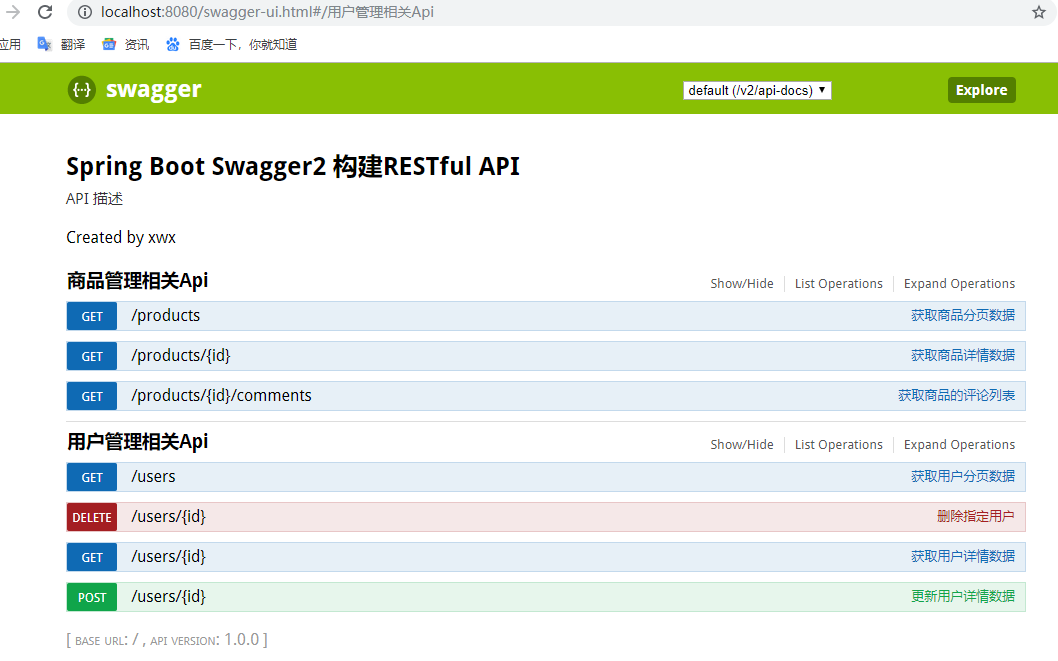 localhost:8080/swagger-ui.html#/用户管理相关Api
应用 翻译 资讯 百度一下，你就知道
{··} swagger default (/v2/api-docs) ▼ Explore
Spring Boot Swagger2 构建RESTful API
API 描述
Created by xwx
商品管理相关Api Show/Hide List Operations Expand Operations
GET /products 获取商品分页数据
GET /products/{id} 获取商品详情数据
GET /products/{id}/comments 获取商品的评论列表
用户管理相关Api Show/Hide List Operations Expand Operations
GET /users 获取用户分页数据
DELETE /users/{id} 删除指定用户
GET /users/{id} 获取用户详情数据
POST /users/{id} 更新用户详情数据
[ BASE URL: / , API VERSION: 1.0.0 ]